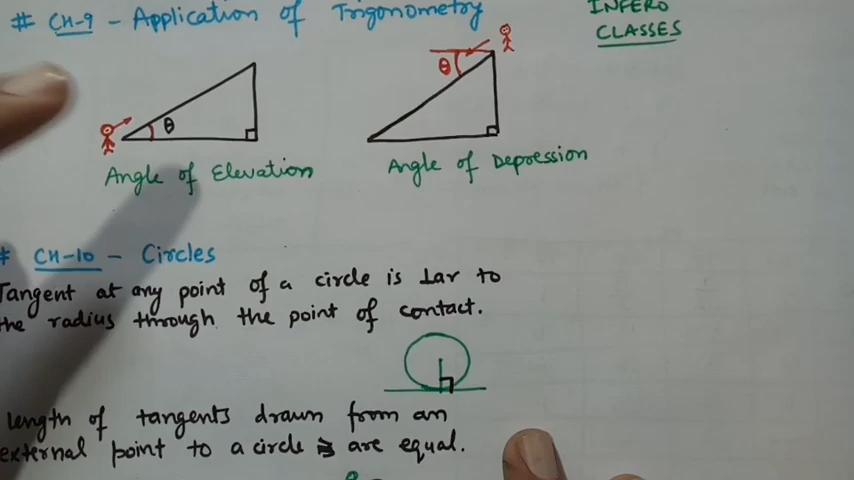 # CH-9 - Application of Trigonometry
INFERO
CLASSES
θ
θ
Angle of Elevation
Angle of Depression
# CH-10 - Circles
Tangent at any point of a circle is ⊥ar to
the radius through the point of contact.
length of tangents drawn from an
external point to a circle are equal.